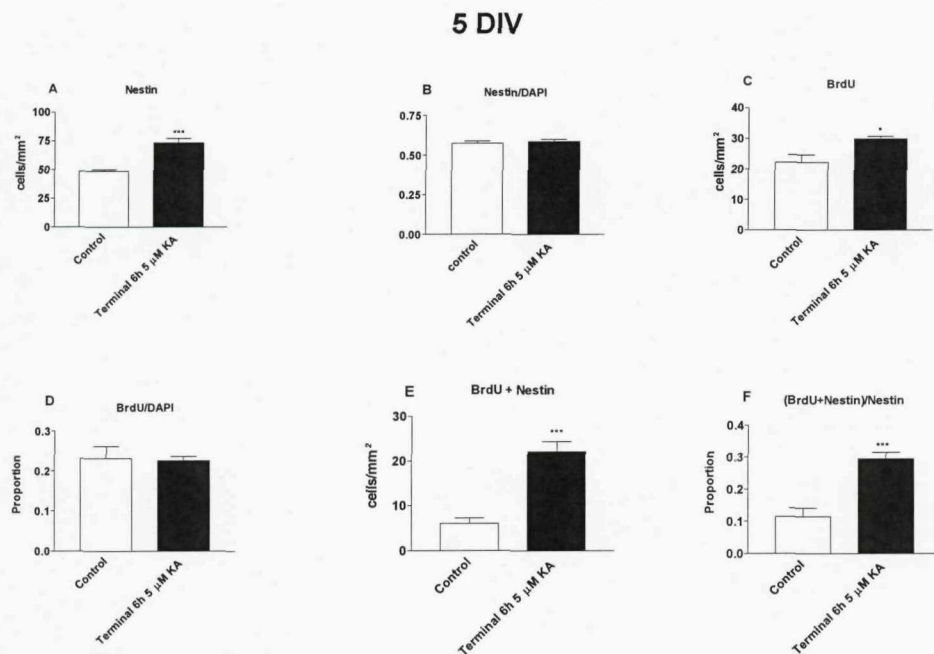 5 DIV
A
Nestin
cells/mm²
100
75
50
25
0
***
Control
Terminal 6h 5 µM KA
B
Nestin/DAPI
0.75
0.50
0.25
0.00
control
Terminal 6h 5 µM KA
C
BrdU
cells/mm²
40
30
20
10
0
*
Control
Terminal 6h 5 µM KA
D
BrdU/DAPI
Proportion
0.3
0.2
0.1
0.0
Control
Terminal 6h 5 µM KA
E
BrdU + Nestin
cells/mm²
30
20
10
0
***
Control
Terminal 6h 5 µM KA
F
(BrdU+Nestin)/Nestin
Proportion
0.4
0.3
0.2
0.1
0.0
***
Control
Terminal 6h 5 µM KA